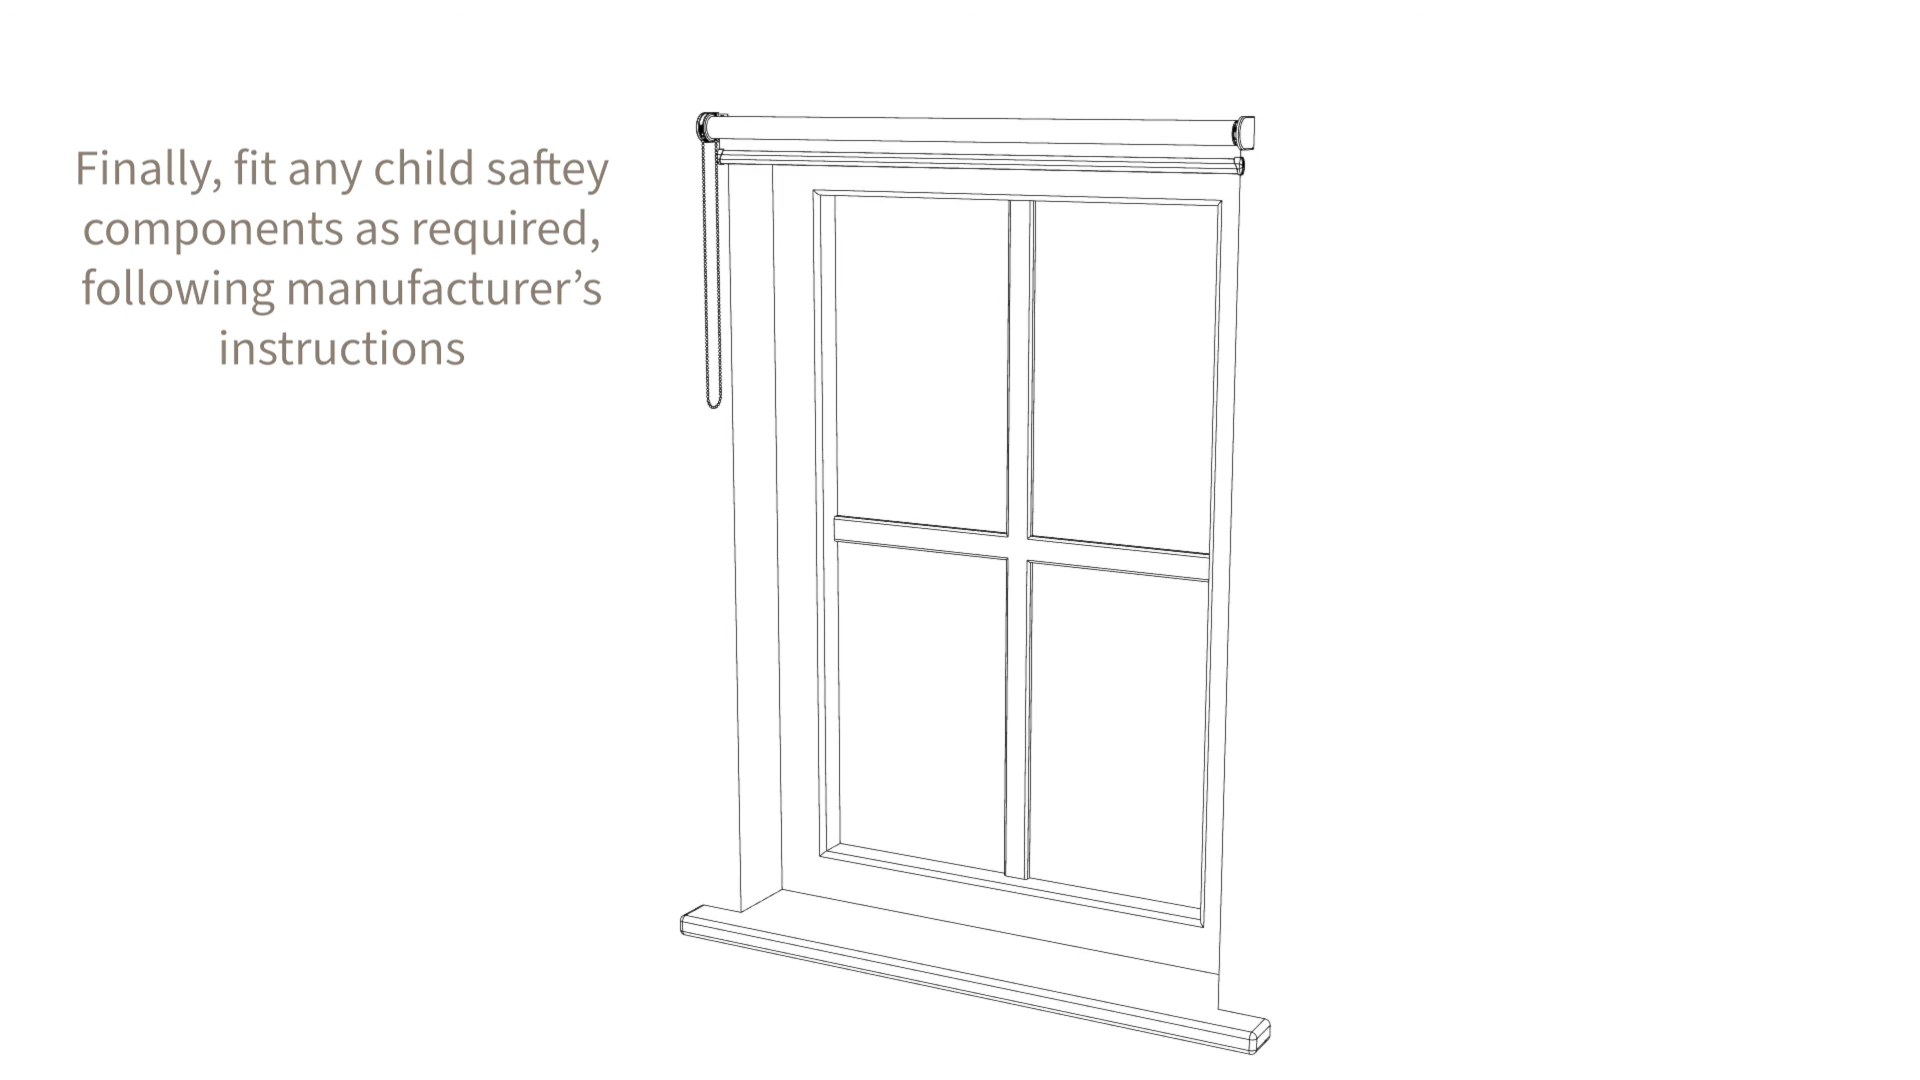 Finally, fit any child saftey
components as required,
following manufacturer’s
instructions